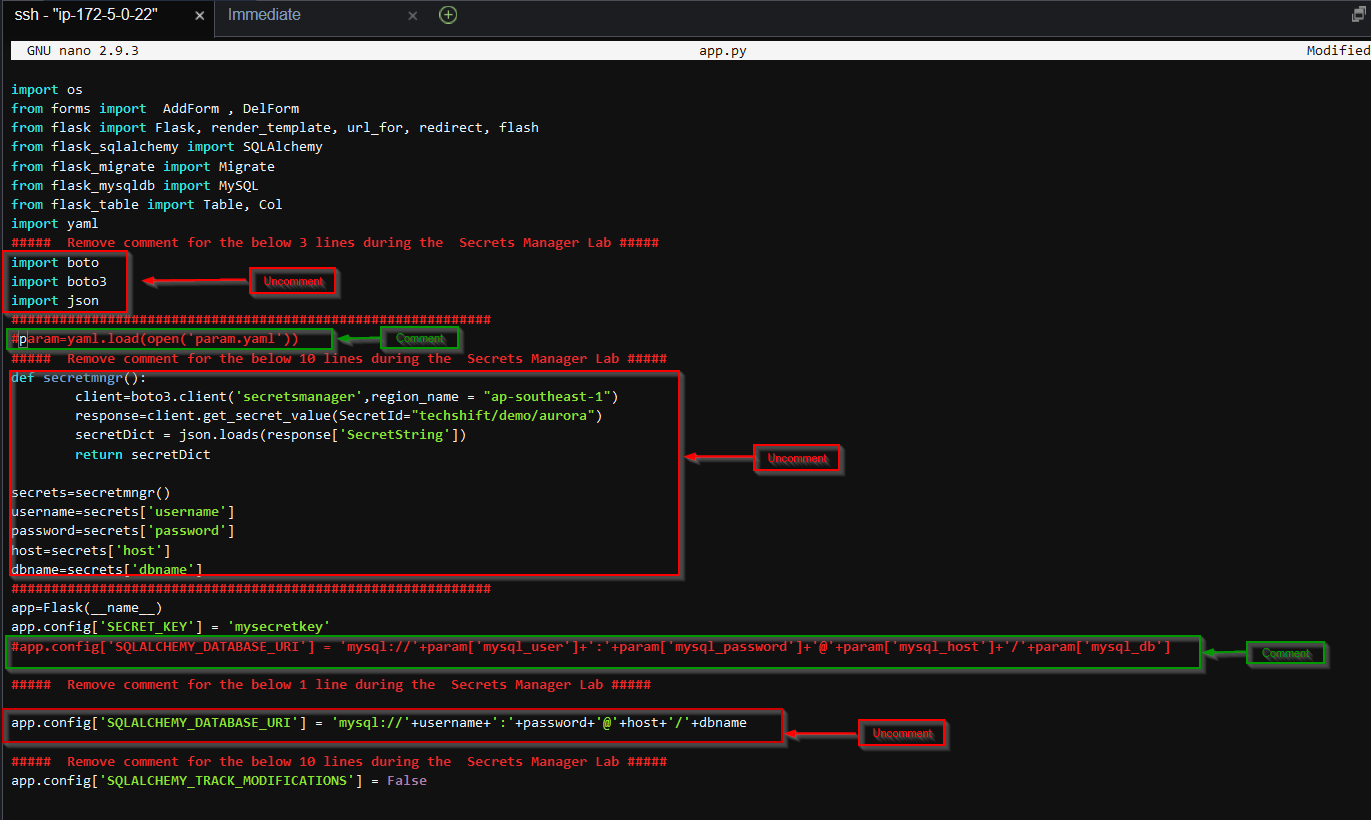 ssh - "ip-172-5-0-22" × Immediate ×
GNU nano 2.9.3 app.py Modified
import os
from forms import  AddForm , DelForm
from flask import Flask, render_template, url_for, redirect, flash
from flask_sqlalchemy import SQLAlchemy
from flask_migrate import Migrate
from flask_mysqldb import MySQL
from flask_table import Table, Col
import yaml
#####  Remove comment for the below 3 lines during the  Secrets Manager Lab #####
import boto
import boto3 Uncomment
import json
############################################################
#param=yaml.load(open('param.yaml')) Comment
#####  Remove comment for the below 10 lines during the  Secrets Manager Lab #####
def secretmngr():
        client=boto3.client('secretsmanager',region_name = "ap-southeast-1")
        response=client.get_secret_value(SecretId="techshift/demo/aurora")
        secretDict = json.loads(response['SecretString'])
        return secretDict Uncomment
secrets=secretmngr()
username=secrets['username']
password=secrets['password']
host=secrets['host']
dbname=secrets['dbname']
############################################################
app=Flask(__name__)
app.config['SECRET_KEY'] = 'mysecretkey'
#app.config['SQLALCHEMY_DATABASE_URI'] = 'mysql://'+param['mysql_user']+':'+param['mysql_password']+'@'+param['mysql_host']+'/'+param['mysql_db'] Comment
#####  Remove comment for the below 1 line during the  Secrets Manager Lab #####
app.config['SQLALCHEMY_DATABASE_URI'] = 'mysql://'+username+':'+password+'@'+host+'/'+dbname Uncomment
#####  Remove comment for the below 10 lines during the  Secrets Manager Lab #####
app.config['SQLALCHEMY_TRACK_MODIFICATIONS'] = False